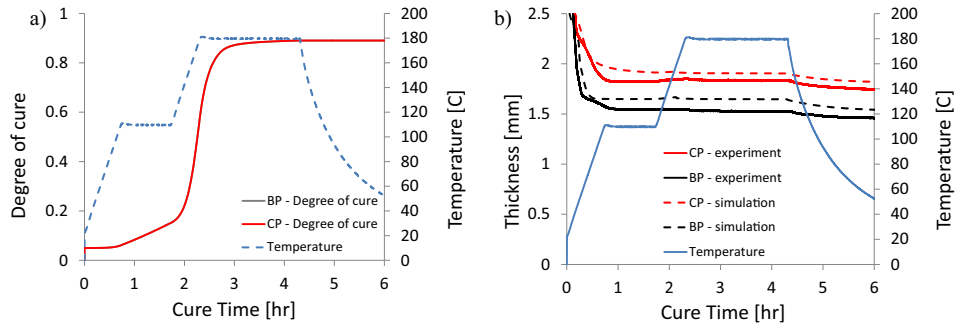 a)
1
0.8
0.6
0.4
0.2
0
Degree of cure
0 1 2 3 4 5 6
Cure Time [hr]
200
180
160
140
120
100
80
60
40
20
0
Temperature [C]
BP - Degree of cure
CP - Degree of cure
Temperature
b)
2.5
2
1.5
1
0.5
0
Thickness [mm]
0 1 2 3 4 5 6
Cure Time [hr]
200
180
160
140
120
100
80
60
40
20
0
Temperature [C]
CP - experiment
BP - experiment
CP - simulation
BP - simulation
Temperature